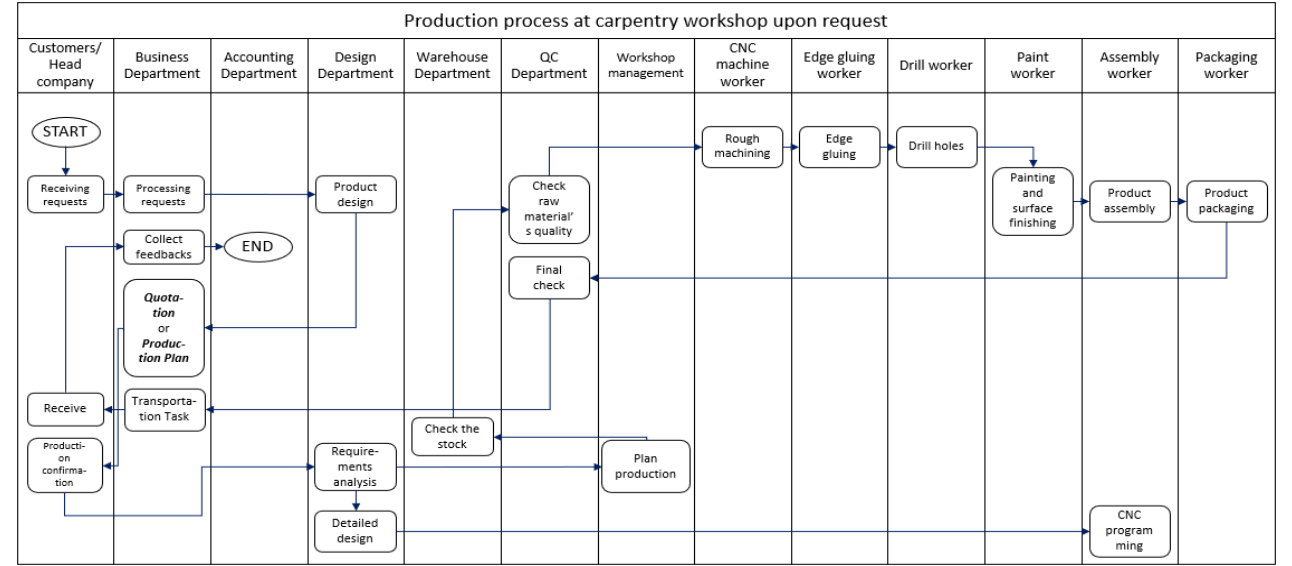 Production process at carpentry workshop upon request
Customers/
Head
company
Business
Department
Accounting
Department
Design
Department
Warehouse
Department
QC
Department
Workshop
management
CNC
machine
worker
Edge gluing
worker
Drill worker
Paint
worker
Assembly
worker
Packaging
worker
START
Rough
machining
Edge
gluing
Drill holes
Receiving
requests
Processing
requests
Product
design
Check
raw
material’
s quality
Painting
and
surface
finishing
Product
assembly
Product
packaging
Collect
feedbacks
END
Final
check
Quota-
tion
or
Produc-
tion Plan
Receive
Transporta-
tion Task
Check the
stock
Producti-
on
confirma-
tion
Require-
ments
analysis
Plan
production
Detailed
design
CNC
program
ming